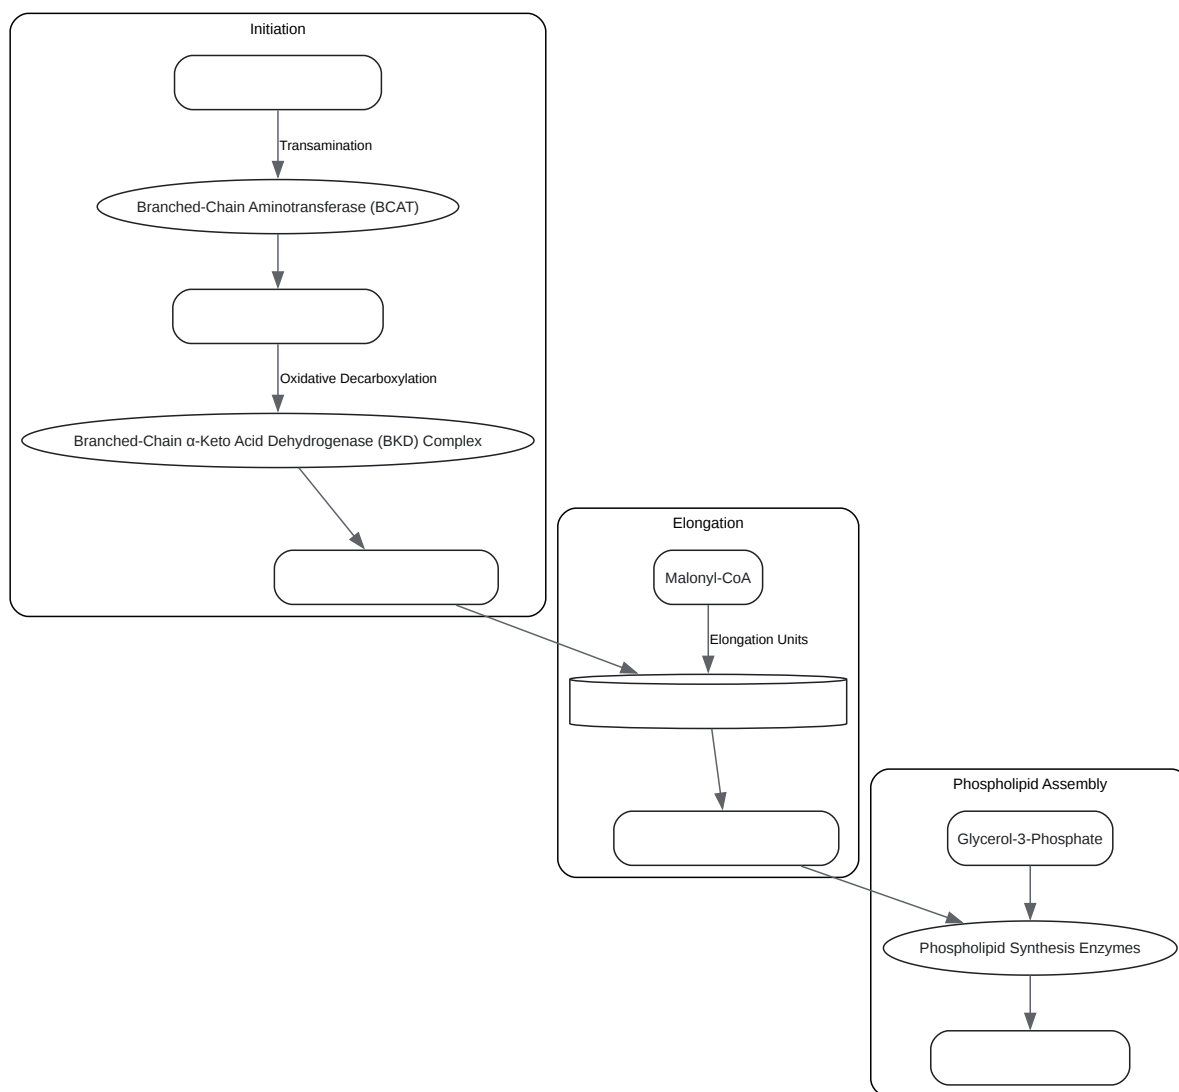 Initiation
Transamination
Branched-Chain Aminotransferase (BCAT)
Oxidative Decarboxylation
Branched-Chain α-Keto Acid Dehydrogenase (BKD) Complex
Elongation
Malonyl-CoA
Elongation Units
Phospholipid Assembly
Glycerol-3-Phosphate
Phospholipid Synthesis Enzymes